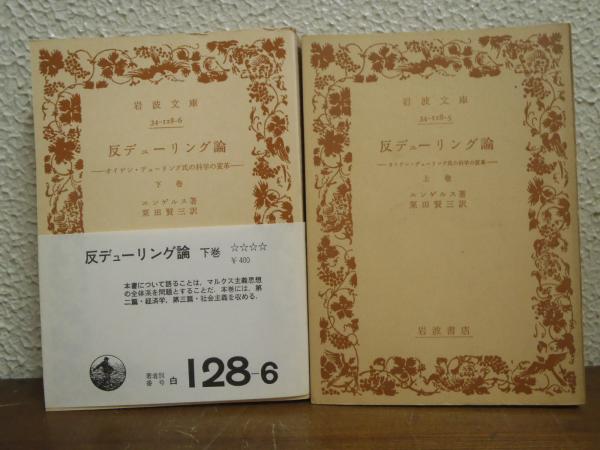 岩波文庫
34-128-6
反デューリング論
—オイゲン・デューリング氏の科学の変革—
下巻
エンゲルス著
粟田賢三訳
反デューリング論 下巻 ☆☆☆☆
￥400
本書について語ることは、マルクス主義思想
の全体系を問題とすることだ．本巻には，第
二篇・経済学，第三篇・社会主義を収める．
著者別
番号 白 128-6
岩波文庫
34-128-5
反デューリング論
—オイゲン・デューリング氏の科学の変革—
上巻
エンゲルス著
粟田賢三訳
岩波書店